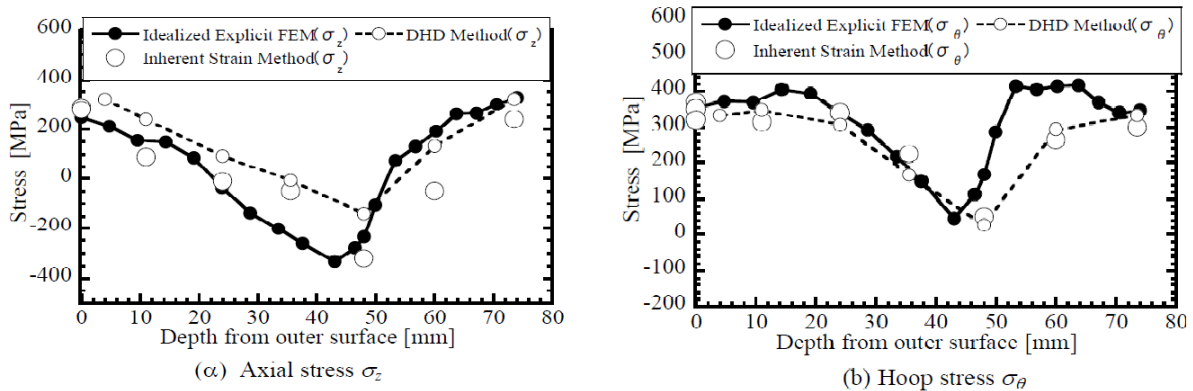 600
400
200
0
-200
-400
Stress [MPa]
Idealized Explicit FEM(σz)
DHD Method(σz)
Inherent Strain Method(σz)
0 10 20 30 40 50 60 70 80
Depth from outer surface [mm]
(α) Axial stress σz
600
500
400
300
200
100
0
-100
-200
Stress [MPa]
Idealized Explicit FEM(σθ)
DHD Method(σθ)
Inherent Strain Method(σθ)
0 10 20 30 40 50 60 70 80
Depth from outer surface [mm]
(b) Hoop stress σθ